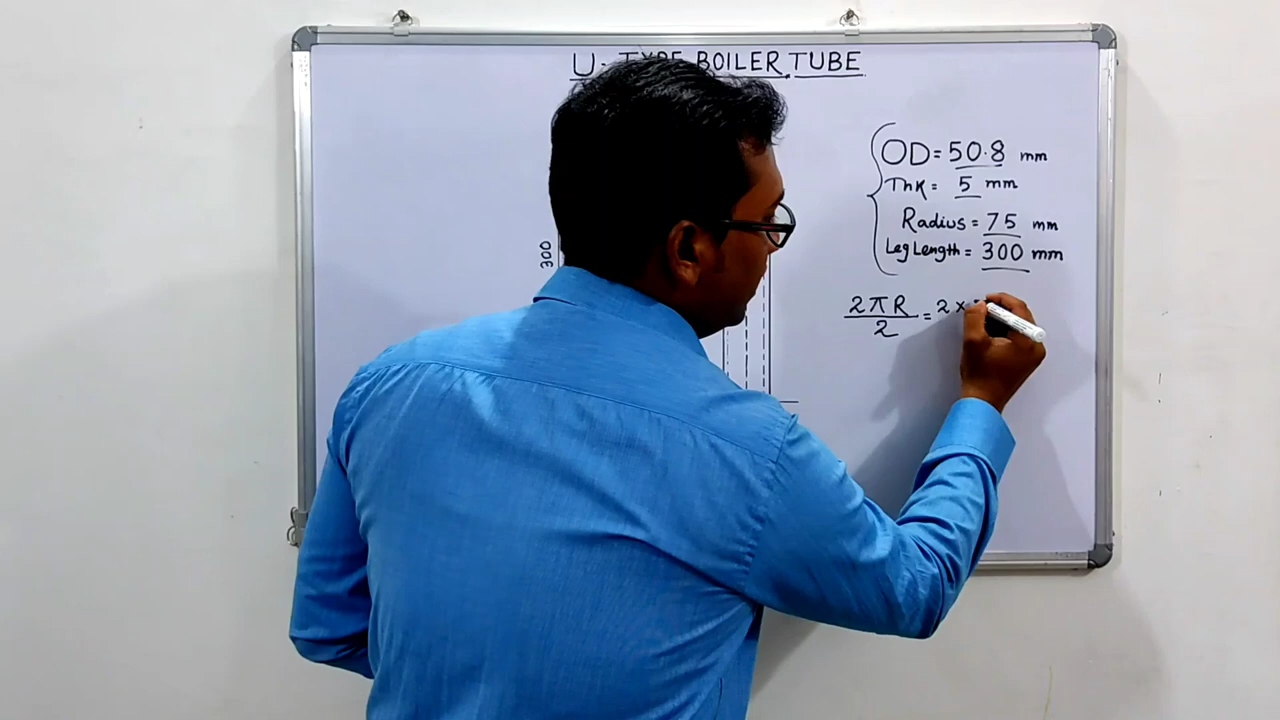 U- TYPE BOILER TUBE
OD = 50.8 mm
Thk = 5 mm
Radius = 75 mm
Leg Length = 300 mm
300
2πR/2 = 2 ×